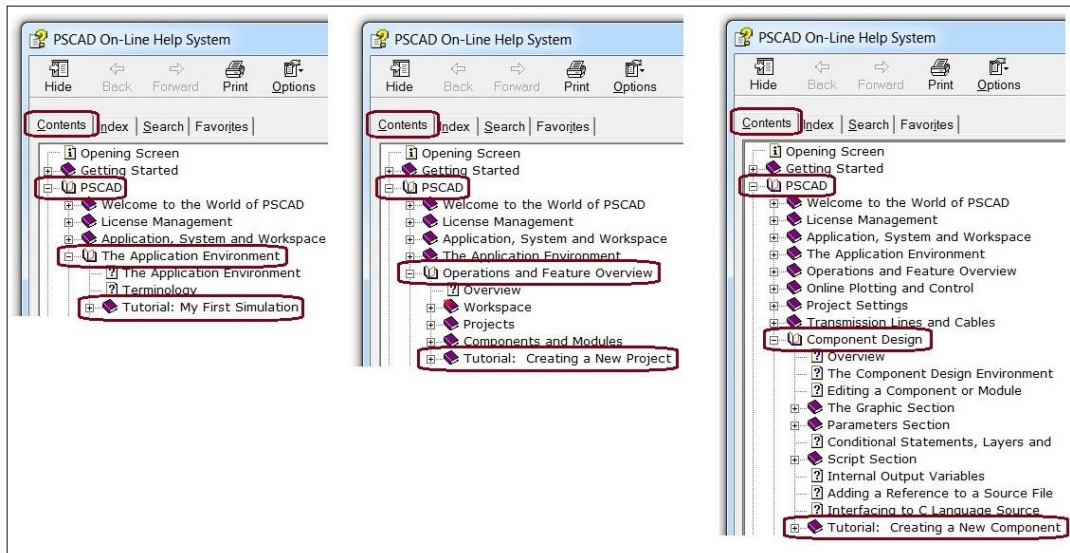 PSCAD On-Line Help System
Hide Back Forward Print Options
Contents Index Search Favorites
Opening Screen
Getting Started
PSCAD
Welcome to the World of PSCAD
License Management
Application, System and Workspace
The Application Environment
The Application Environment
Terminology
Tutorial: My First Simulation
PSCAD On-Line Help System
Hide Back Forward Print Options
Contents Index Search Favorites
Opening Screen
Getting Started
PSCAD
Welcome to the World of PSCAD
License Management
Application, System and Workspace
The Application Environment
Operations and Feature Overview
Overview
Workspace
Projects
Components and Modules
Tutorial: Creating a New Project
PSCAD On-Line Help System
Hide Back Forward Print Options
Contents Index Search Favorites
Opening Screen
Getting Started
PSCAD
Welcome to the World of PSCAD
License Management
Application, System and Workspace
The Application Environment
Operations and Feature Overview
Online Plotting and Control
Project Settings
Transmission Lines and Cables
Component Design
Overview
The Component Design Environment
Editing a Component or Module
The Graphic Section
Parameters Section
Conditional Statements, Layers and
Script Section
Internal Output Variables
Adding a Reference to a Source File
Interfacing to C Language Source
Tutorial: Creating a New Component